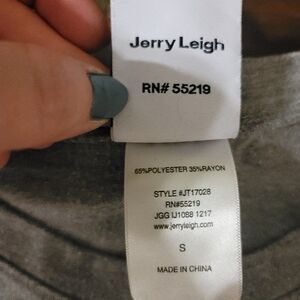 Jerry Leigh
RN# 55219
65%POLYESTER 35%RAYON
STYLE #JT17028
RN#55219
JGG IJ1088 1217
www.jerryleigh.com
S
MADE IN CHINA